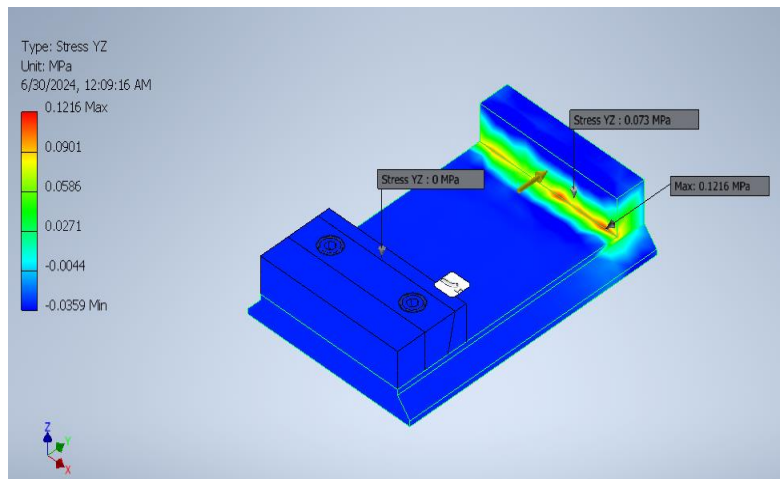 Type: Stress YZ
Unit: MPa
6/30/2024, 12:09:16 AM
0.1216 Max
0.0901
0.0586
0.0271
-0.0044
-0.0359 Min
Stress YZ : 0.073 MPa
Stress YZ : 0 MPa
Max: 0.1216 MPa
Z
Y
X